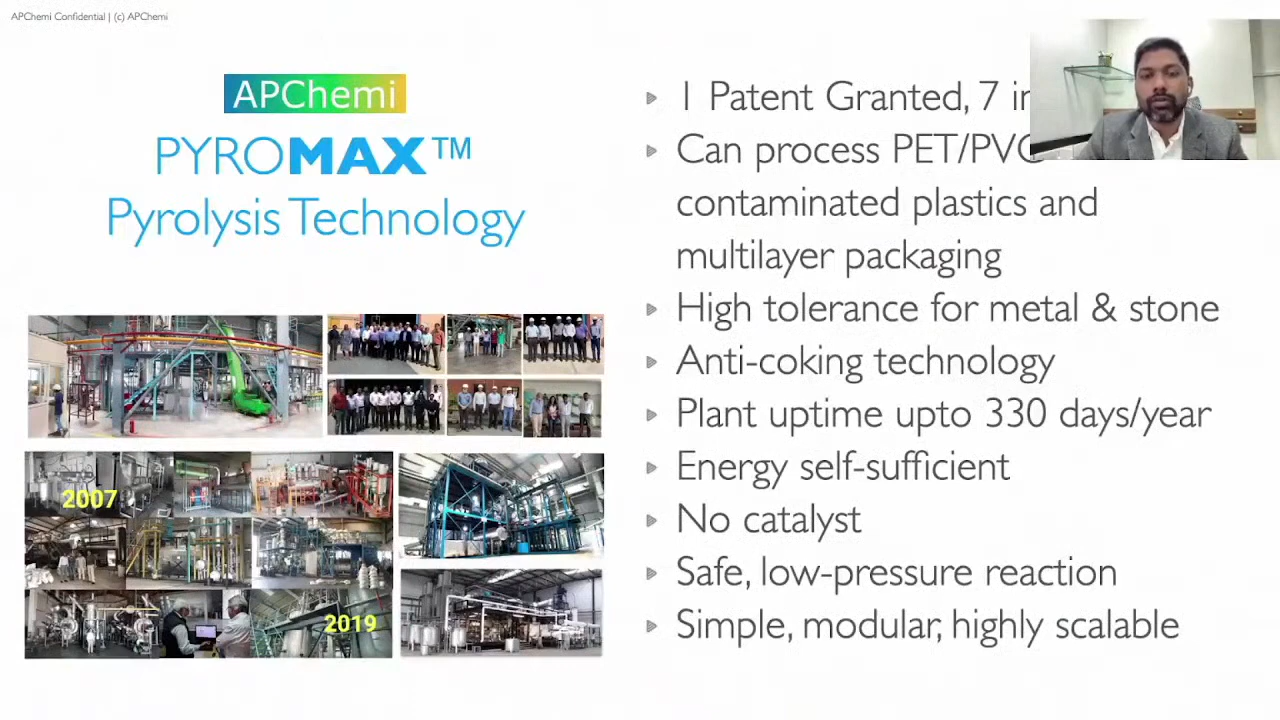 APChemi Confidential | (c) APChemi
APChemi
PYROMAX™
Pyrolysis Technology
2007
2019
1 Patent Granted, 7
Can process PET/PVC
contaminated plastics and
multilayer packaging
High tolerance for metal & stone
Anti-coking technology
Plant uptime upto 330 days/year
Energy self-sufficient
No catalyst
Safe, low-pressure reaction
Simple, modular, highly scalable